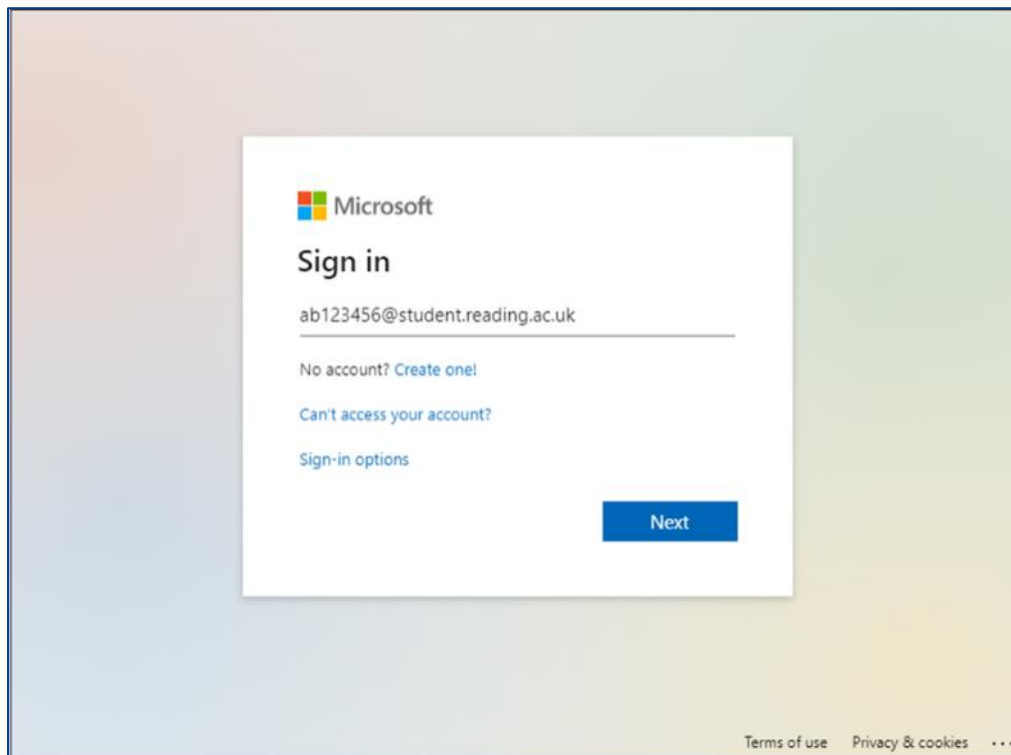 Microsoft
Sign in
ab123456@student.reading.ac.uk
No account? Create one!
Can't access your account?
Sign-in options
Next
Terms of use Privacy & cookies ...